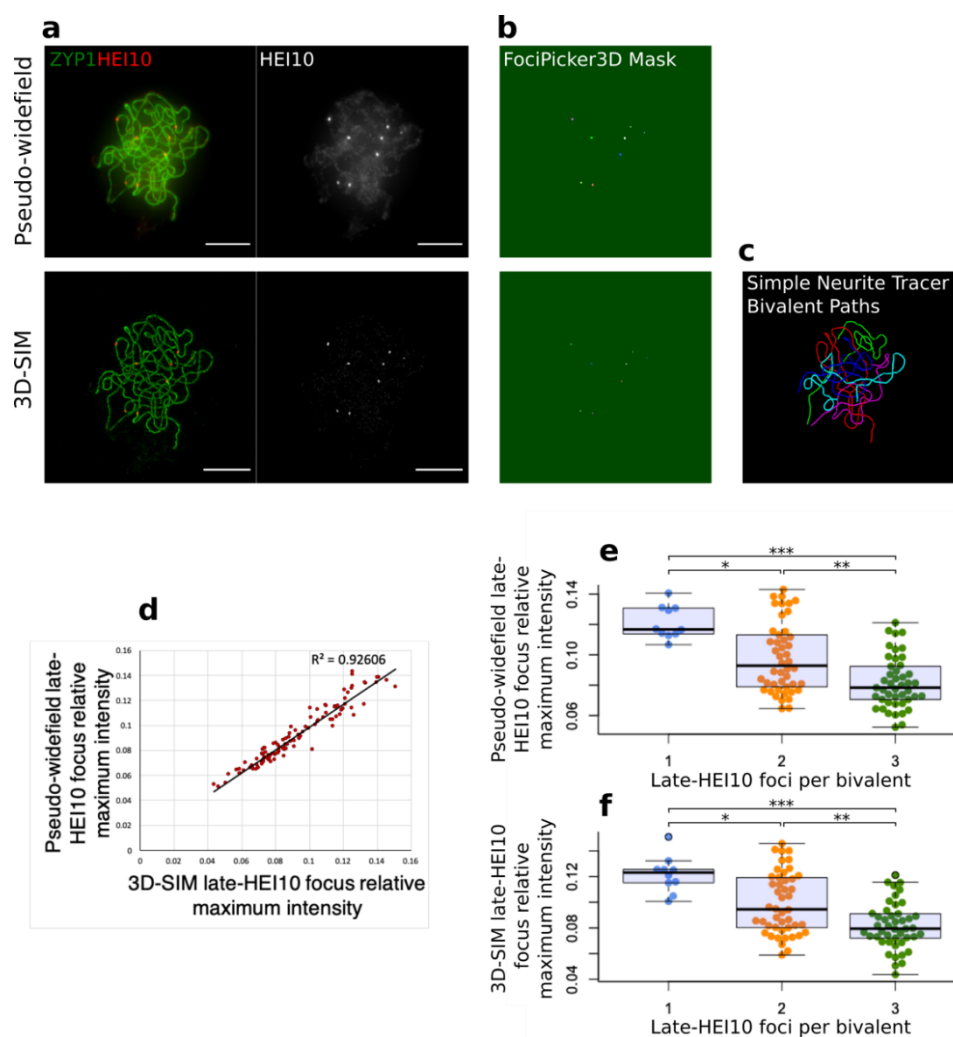 a
b
Pseudo-widefield
ZYP1HEI10
HEI10
FociPicker3D Mask
c
3D-SIM
Simple Neurite Tracer
Bivalent Paths
d
Pseudo-widefield late-
HEI10 focus relative
maximum intensity
0.16
0.14
0.12
0.1
0.08
0.06
0.04
0.02
0
R² = 0.92606
0 0.02 0.04 0.06 0.08 0.1 0.12 0.14 0.16
3D-SIM late-HEI10 focus relative
maximum intensity
e
***
* **
Pseudo-widefield late-
HEI10 focus relative
maximum intensity
0.14
0.10
0.06
1 2 3
Late-HEI10 foci per bivalent
f
***
* **
3D-SIM late-HEI10
focus relative
maximum intensity
0.12
0.08
0.04
1 2 3
Late-HEI10 foci per bivalent